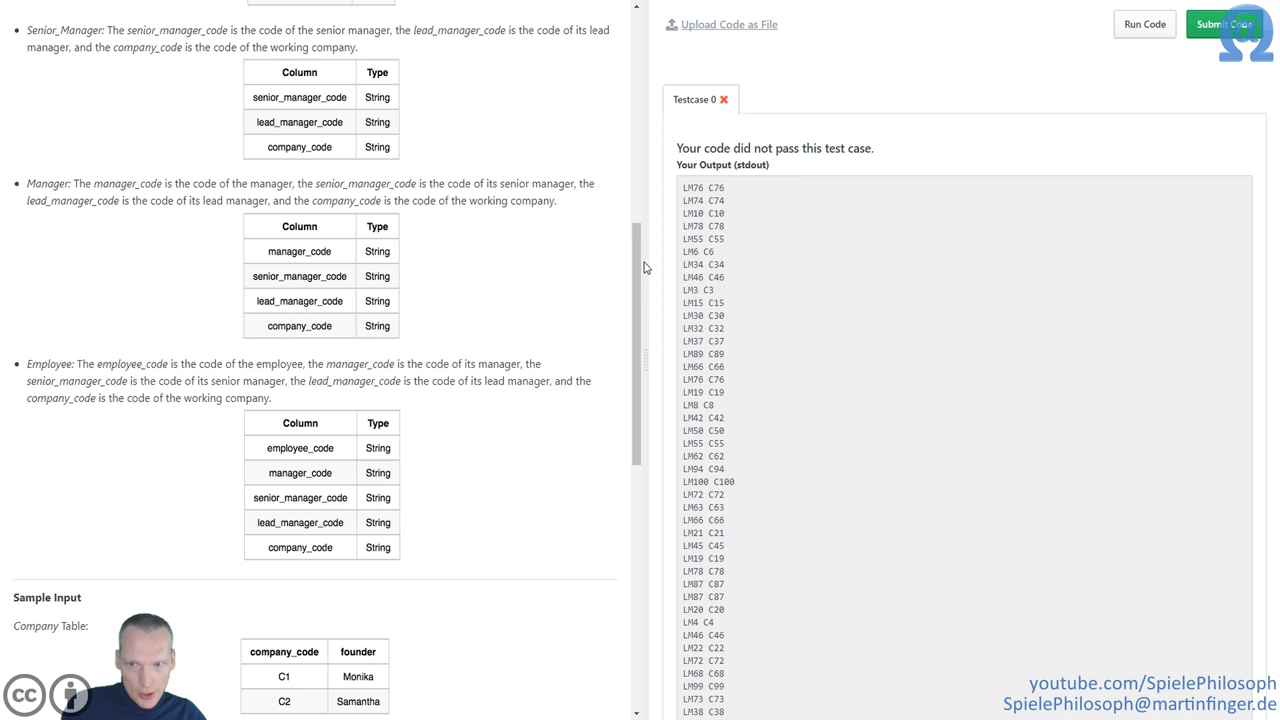 Senior_Manager: The senior_manager_code is the code of the senior manager, the lead_manager_code is the code of its lead
manager, and the company_code is the code of the working company.
Column Type
senior_manager_code String
lead_manager_code String
company_code String
Manager: The manager_code is the code of the manager, the senior_manager_code is the code of its senior manager, the
lead_manager_code is the code of its lead manager, and the company_code is the code of the working company.
Column Type
manager_code String
senior_manager_code String
lead_manager_code String
company_code String
Employee: The employee_code is the code of the employee, the manager_code is the code of its manager, the
senior_manager_code is the code of its senior manager, the lead_manager_code is the code of its lead manager, and the
company_code is the code of the working company.
Column Type
employee_code String
manager_code String
senior_manager_code String
lead_manager_code String
company_code String
Sample Input
Company Table:
company_code founder
C1 Monika
C2 Samantha
cc
Upload Code as File
Run Code
Submit Code
Testcase 0
Your code did not pass this test case.
Your Output (stdout)
LM76 C76
LM74 C74
LM10 C10
LM78 C78
LM55 C55
LM6 C6
LM34 C34
LM46 C46
LM3 C3
LM15 C15
LM30 C30
LM32 C32
LM37 C37
LM89 C89
LM66 C66
LM76 C76
LM19 C19
LM8 C8
LM42 C42
LM50 C50
LM55 C55
LM62 C62
LM94 C94
LM100 C100
LM72 C72
LM63 C63
LM66 C66
LM21 C21
LM45 C45
LM19 C19
LM78 C78
LM87 C87
LM87 C87
LM20 C20
LM4 C4
LM46 C46
LM22 C22
LM72 C72
LM68 C68
LM99 C99
LM73 C73
LM38 C38
youtube.com/SpielePhilosoph
SpielePhilosoph@martinfinger.de